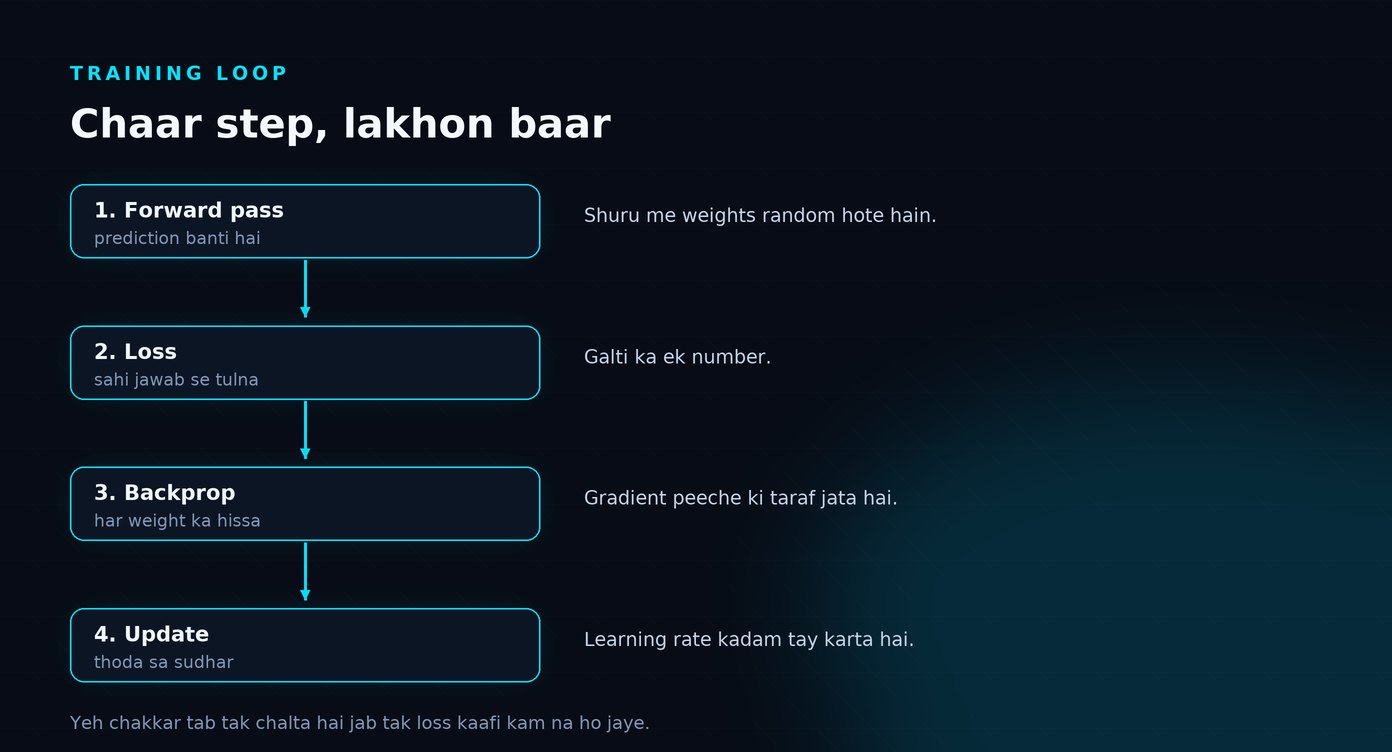 TRAINING LOOP
Chaar step, lakhon baar
1. Forward pass
prediction banti hai
Shuru me weights random hote hain.
2. Loss
sahi jawab se tulna
Galti ka ek number.
3. Backprop
har weight ka hissa
Gradient peeche ki taraf jata hai.
4. Update
thoda sa sudhar
Learning rate kadam tay karta hai.
Yeh chakkar tab tak chalta hai jab tak loss kaafi kam na ho jaye.